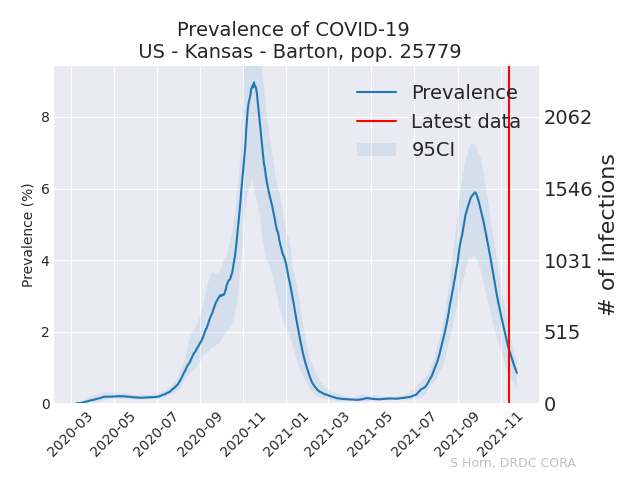 Prevalence of COVID-19
US - Kansas - Barton, pop. 25779
Prevalence
Latest data
95CI
Prevalence (%)
8
6
4
2
0
2062
1546
1031
515
0
# of infections
2020-03
2020-05
2020-07
2020-09
2020-11
2021-01
2021-03
2021-05
2021-07
2021-09
2021-11
S Horn, DRDC CORA